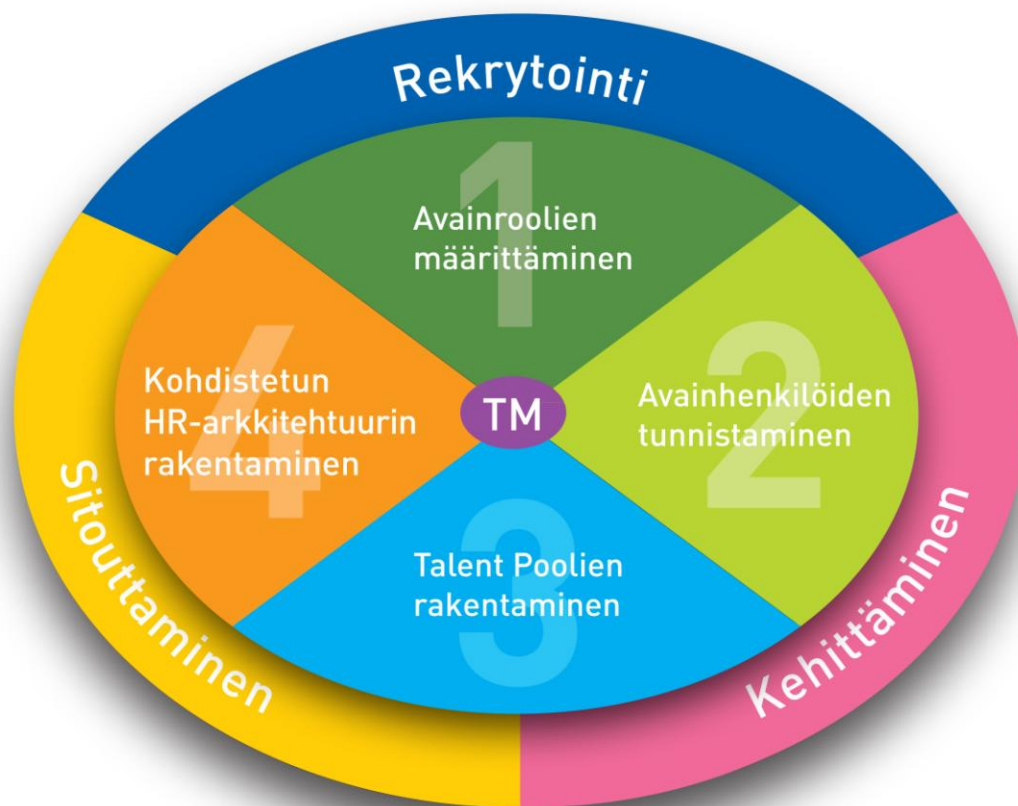 Rekrytointi
1
Avainroolien
määrittäminen
2
Avainhenkilöiden
tunnistaminen
3
Talent Poolien
rakentaminen
4
Kohdistetun
HR-arkkitehtuurin
rakentaminen
TM
Kehittäminen
Sitouttaminen